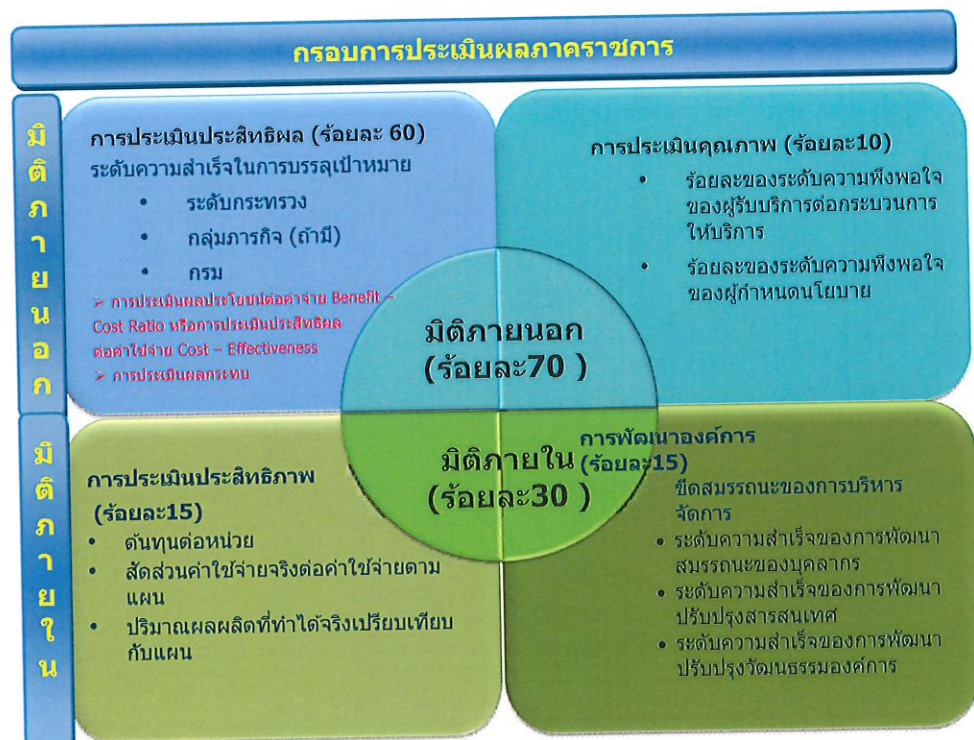 กรอบการประเมินผลภาคราชการ
มิติภายนอก
การประเมินประสิทธิผล (ร้อยละ 60)
ระดับความสำเร็จในการบรรลุเป้าหมาย
• ระดับกระทรวง
• กลุ่มภารกิจ (ถ้ามี)
• กรม
➢ การประเมินผลประโยชน์ต่อค่าจ่าย Benefit –
Cost Ratio หรือการประเมินประสิทธิผล
ต่อค่าใช้จ่าย Cost – Effectiveness
➢ การประเมินผลกระทบ
การประเมินคุณภาพ (ร้อยละ10)
• ร้อยละของระดับความพึงพอใจ
ของผู้รับบริการต่อกระบวนการ
ให้บริการ
• ร้อยละของระดับความพึงพอใจ
ของผู้กำหนดนโยบาย
มิติภายนอก
(ร้อยละ70 )
มิติภายใน
(ร้อยละ30 )
มิติภายใน
การประเมินประสิทธิภาพ
(ร้อยละ15)
• ต้นทุนต่อหน่วย
• สัดส่วนค่าใช้จ่ายจริงต่อค่าใช้จ่ายตาม
แผน
• ปริมาณผลผลิตที่ทำได้จริงเปรียบเทียบ
กับแผน
การพัฒนาองค์การ
(ร้อยละ15)
ขีดสมรรถนะของการบริหาร
จัดการ
• ระดับความสำเร็จของการพัฒนา
สมรรถนะของบุคลากร
• ระดับความสำเร็จของการพัฒนา
ปรับปรุงสารสนเทศ
• ระดับความสำเร็จของการพัฒนา
ปรับปรุงวัฒนธรรมองค์การ